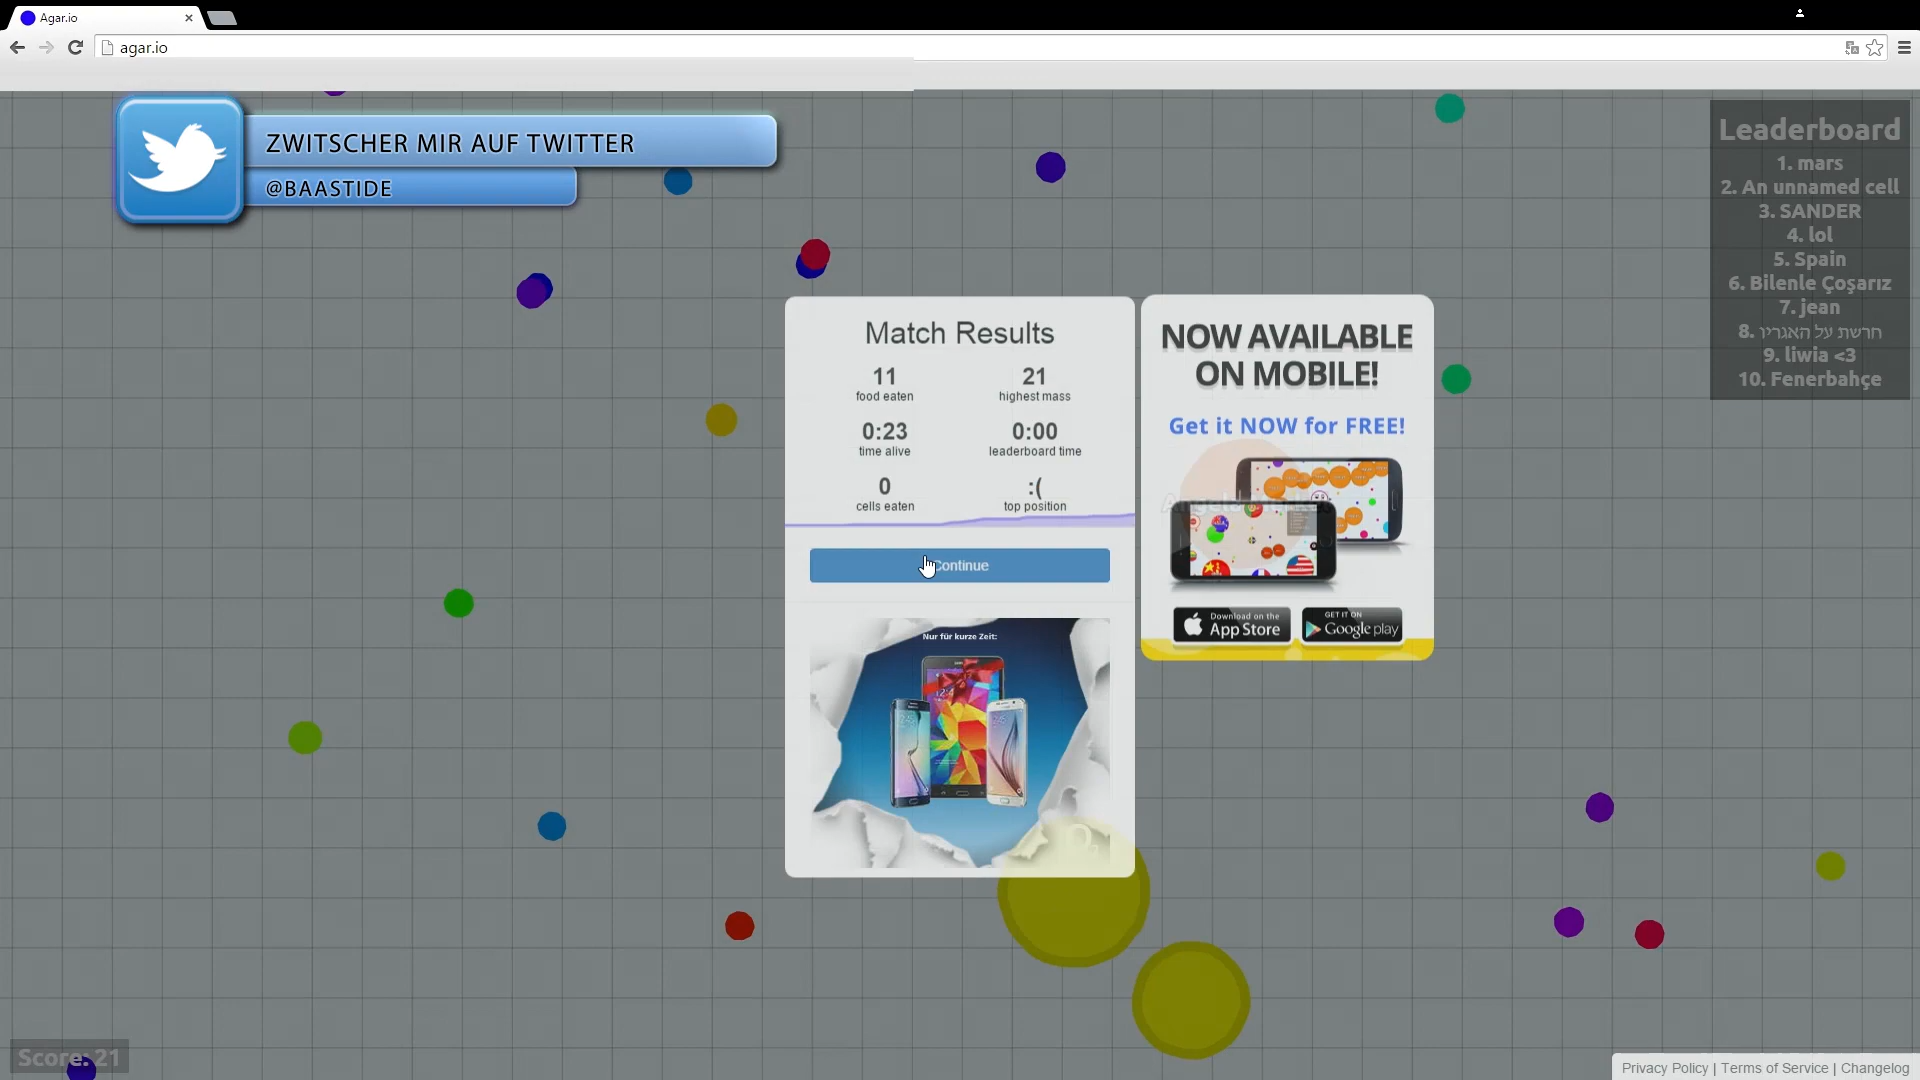 Agar.io
agar.io
ZWITSCHER MIR AUF TWITTER
@BAASTIDE
Leaderboard
1. mars
2. An unnamed cell
3. SANDER
4. lol
5. Spain
6. Bilenle Çoşarız
7. jean
8. חרשת על האגריו
9. liwia <3
10. Fenerbahçe
Match Results
11
food eaten
21
highest mass
0:23
time alive
0:00
leaderboard time
0
cells eaten
:(
top position
Continue
Nur für kurze Zeit:
NOW AVAILABLE
ON MOBILE!
Get it NOW for FREE!
Download on the
App Store
GET IT ON
Google play
Score: 21
Privacy Policy | Terms of Service | Changelog